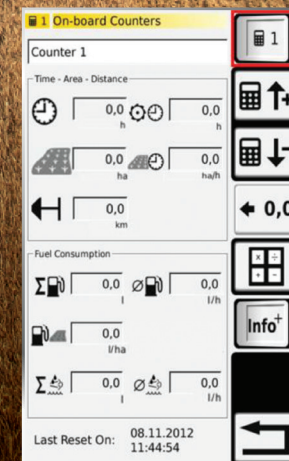 1 On-board Counters
1
Counter 1
Time - Area - Distance
0,0 0,0
h h
0,0 0,0
ha ha/h
0,0
km
0,0
Fuel Consumption
Σ 0,0 Ø 0,0
l l/h
0,0
l/ha
Info+
Σ 0,0 Ø 0,0
l l/h
Last Reset On: 08.11.2012
11:44:54